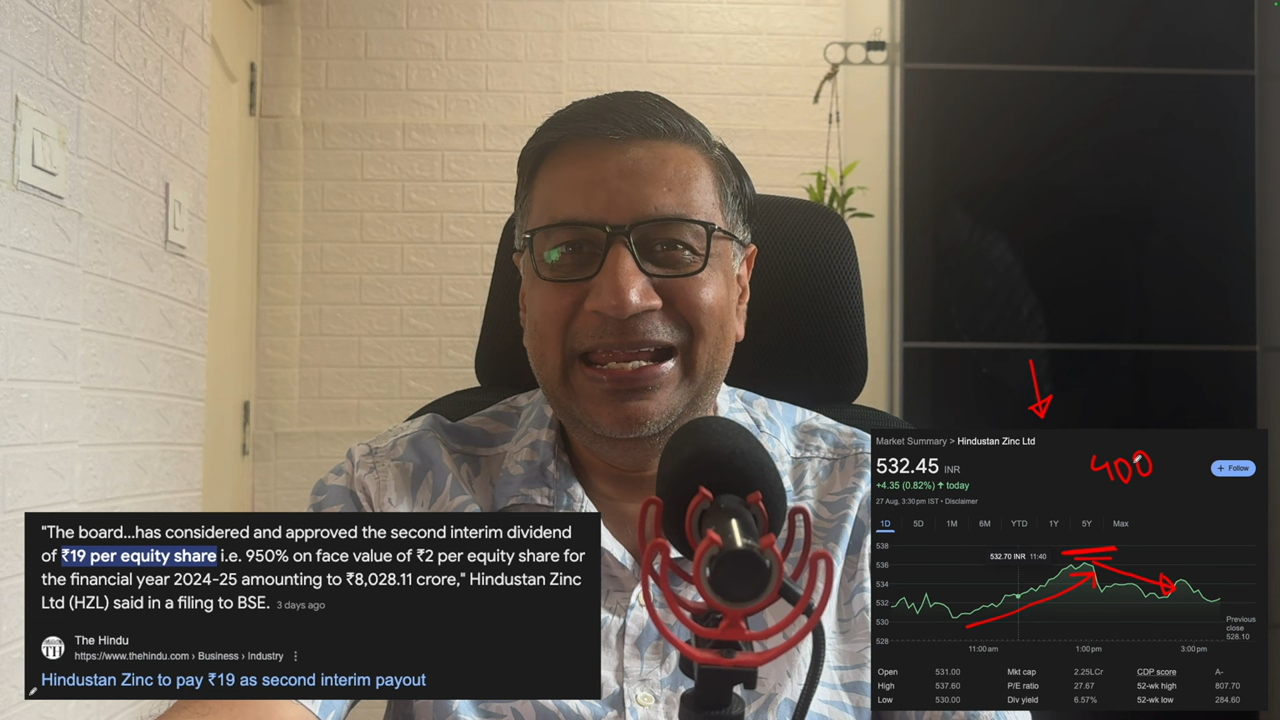 "The board...has considered and approved the second interim dividend
of ₹19 per equity share i.e. 950% on face value of ₹2 per equity share for
the financial year 2024-25 amounting to ₹8,028.11 crore," Hindustan Zinc
Ltd (HZL) said in a filing to BSE. 3 days ago
The Hindu
https://www.thehindu.com › Business › Industry
Hindustan Zinc to pay ₹19 as second interim payout
TH
Market Summary > Hindustan Zinc Ltd
532.45 INR
400
+ Follow
+4.35 (0.82%) ↑ today
27 Aug, 3:30 pm IST • Disclaimer
1D 5D 1M 6M YTD 1Y 5Y Max
538
532.70 INR 11:40
536
534
532
530
528
Previous
close
528.10
11:00 am 1:00 pm 3:00 pm
Open 531.00 Mkt cap 2.25LCr CDP score A-
High 537.60 P/E ratio 27.67 52-wk high 807.70
Low 530.00 Div yield 6.57% 52-wk low 284.60